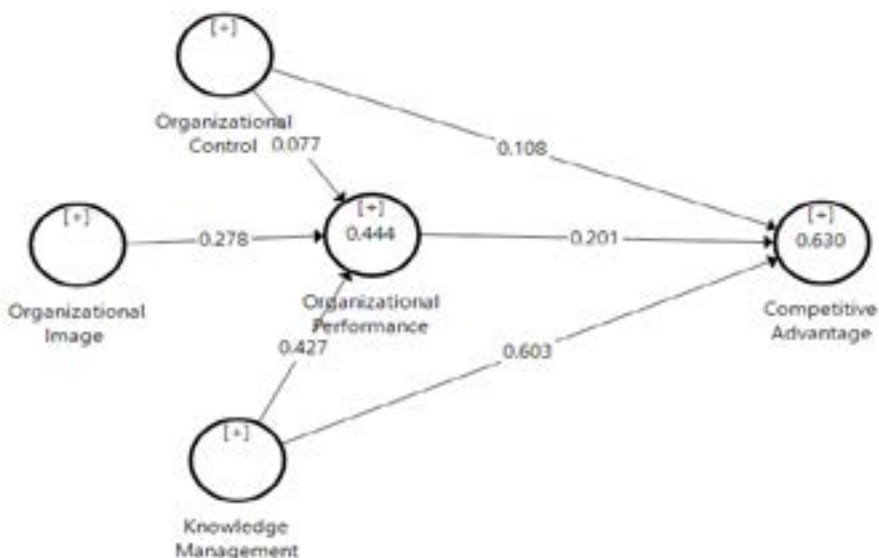 [+]
Organizational
Control
0.077
0.108
[+]
[+]
0.444
[+]
0.630
0.278
0.201
Organizational
Image
Organizational
Performance
Competitive
Advantage
0.427
0.603
[+]
Knowledge
Management